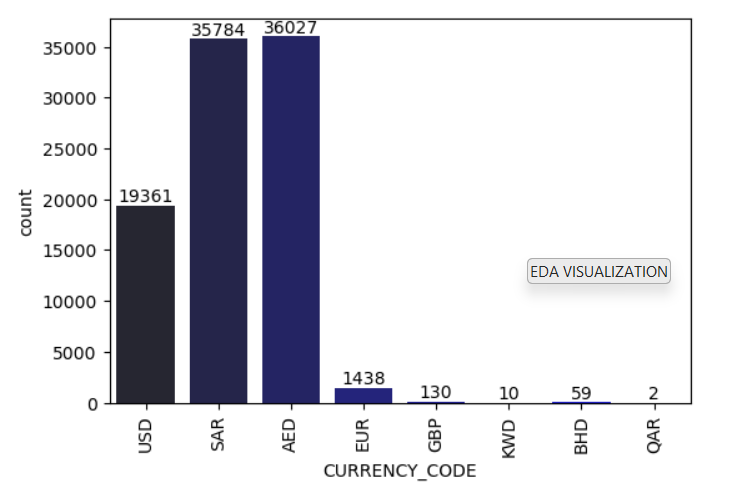 35784 36027
35000
30000
25000
20000
19361
15000
EDA VISUALIZATION
10000
5000
1438
130
10
59
2
0
count
USD
SAR
AED
EUR
GBP
KWD
BHD
QAR
CURRENCY_CODE